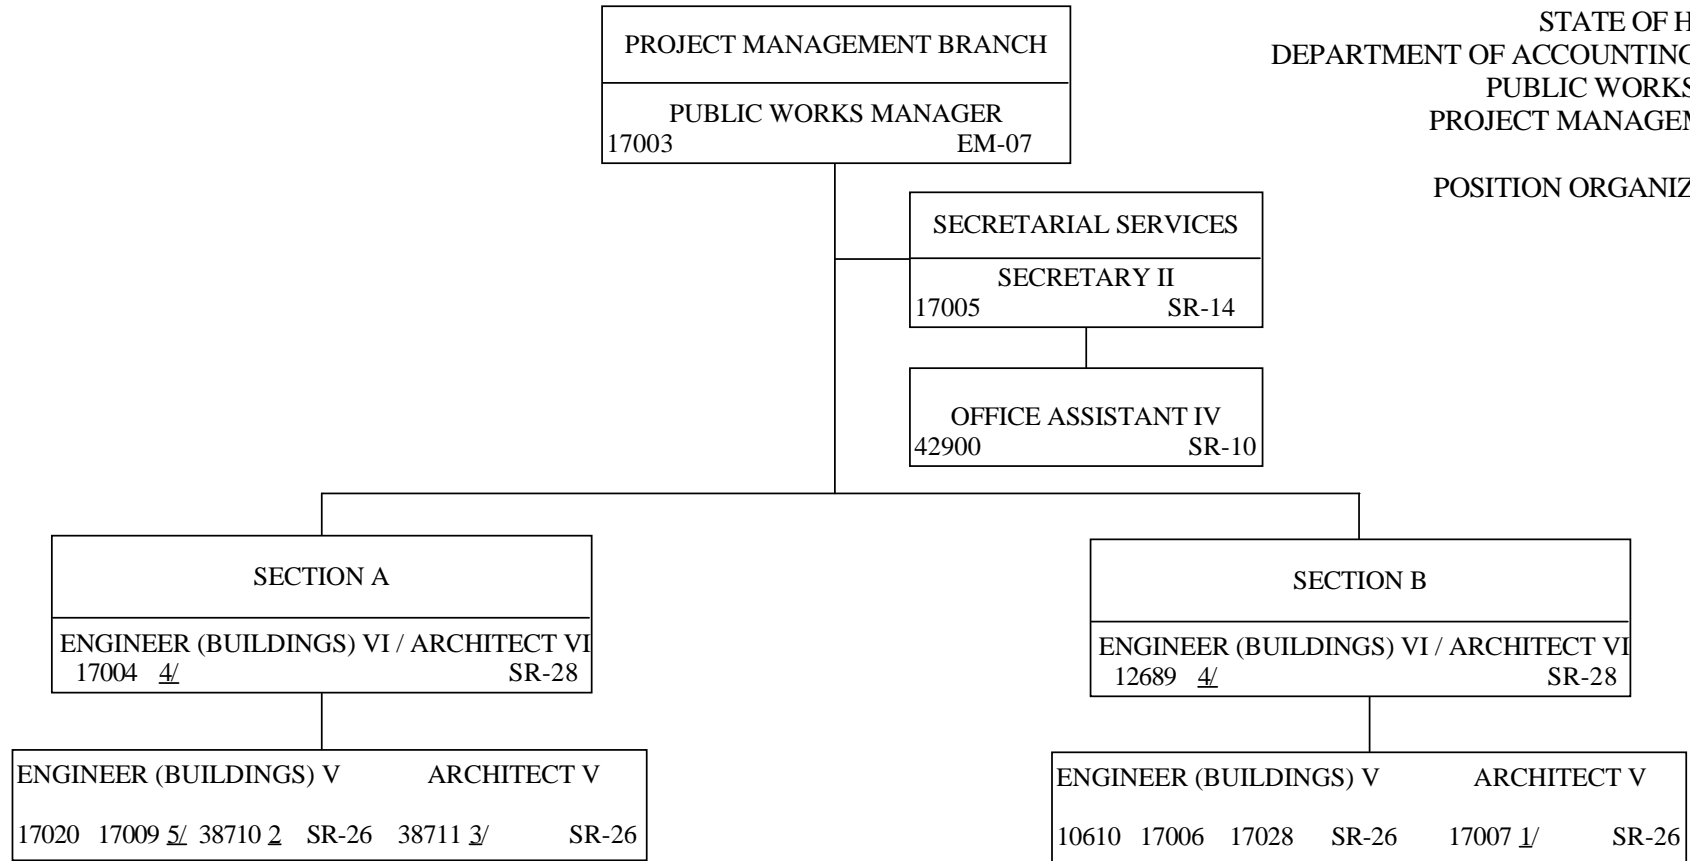 PROJECT MANAGEMENT BRANCH
PUBLIC WORKS MANAGER
17003 EM-07
STATE OF H
DEPARTMENT OF ACCOUNTING
PUBLIC WORKS
PROJECT MANAGEM
POSITION ORGANIZ
SECRETARIAL SERVICES
SECRETARY II
17005 SR-14
OFFICE ASSISTANT IV
42900 SR-10
SECTION A
ENGINEER (BUILDINGS) VI / ARCHITECT VI
17004 4/ SR-28
ENGINEER (BUILDINGS) V ARCHITECT V
17020 17009 5/ 38710 2 SR-26 38711 3/ SR-26
SECTION B
ENGINEER (BUILDINGS) VI / ARCHITECT VI
12689 4/ SR-28
ENGINEER (BUILDINGS) V ARCHITECT V
10610 17006 17028 SR-26 17007 1/ SR-26